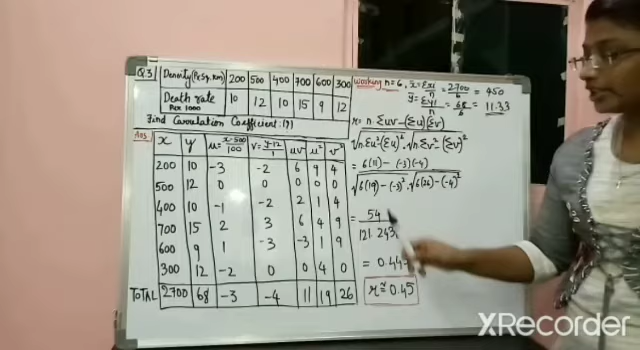 Q.3 Density (Per Sq. Km) 200 500 400 700 600 300
Death rate Per 1000 10 12 10 15 9 12
Find Correlation Coefficient: (r)
Ans
x y u= x-500/100 v= y-12/1 uv u² v²
200 10 -3 -2 6 9 4
500 12 0 0 0 0 0
400 10 -1 -2 2 1 4
700 15 2 3 6 4 9
600 9 1 -3 -3 1 9
300 12 -2 0 0 4 0
TOTAL 2700 68 -3 -4 11 19 26
Working n=6, x̄ = Σxi/n = 2700/6 = 450
ȳ = Σyi/n = 68/6 = 11.33
r= n.Σuv-(Σu)(Σv)
√n.Σu²-(Σu)² . √n.Σv²-(Σv)²
= 6(11) - (-3)(-4)
√6(19)-(-3)² . √6(26)-(-4)²
= 54
121.243
= 0.44
r ≈ 0.45
XRecorder